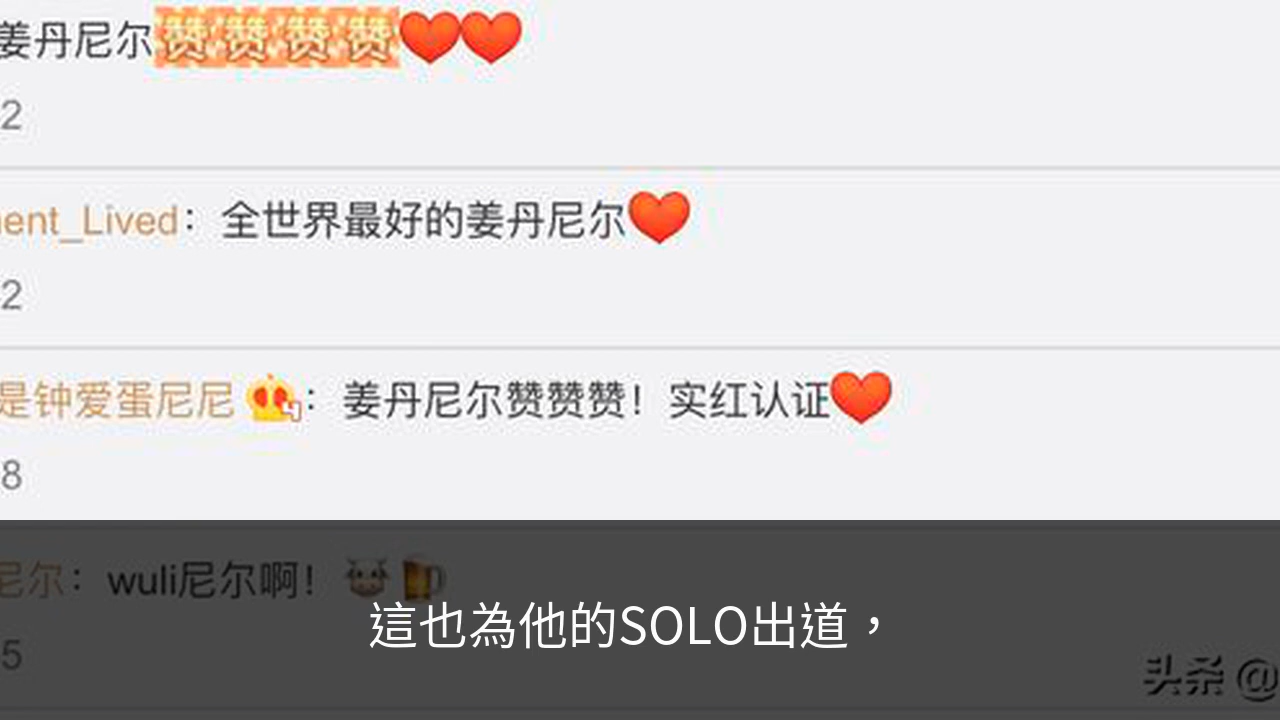 姜丹尼尔赞赞赞赞❤❤
2
ent_Lived：全世界最好的姜丹尼尔❤
2
是钟爱蛋尼尼：姜丹尼尔赞赞赞！实红认证❤
8
尼尔：wuli尼尔啊！🐮🍺
這也為他的SOLO出道，
5
头条 @